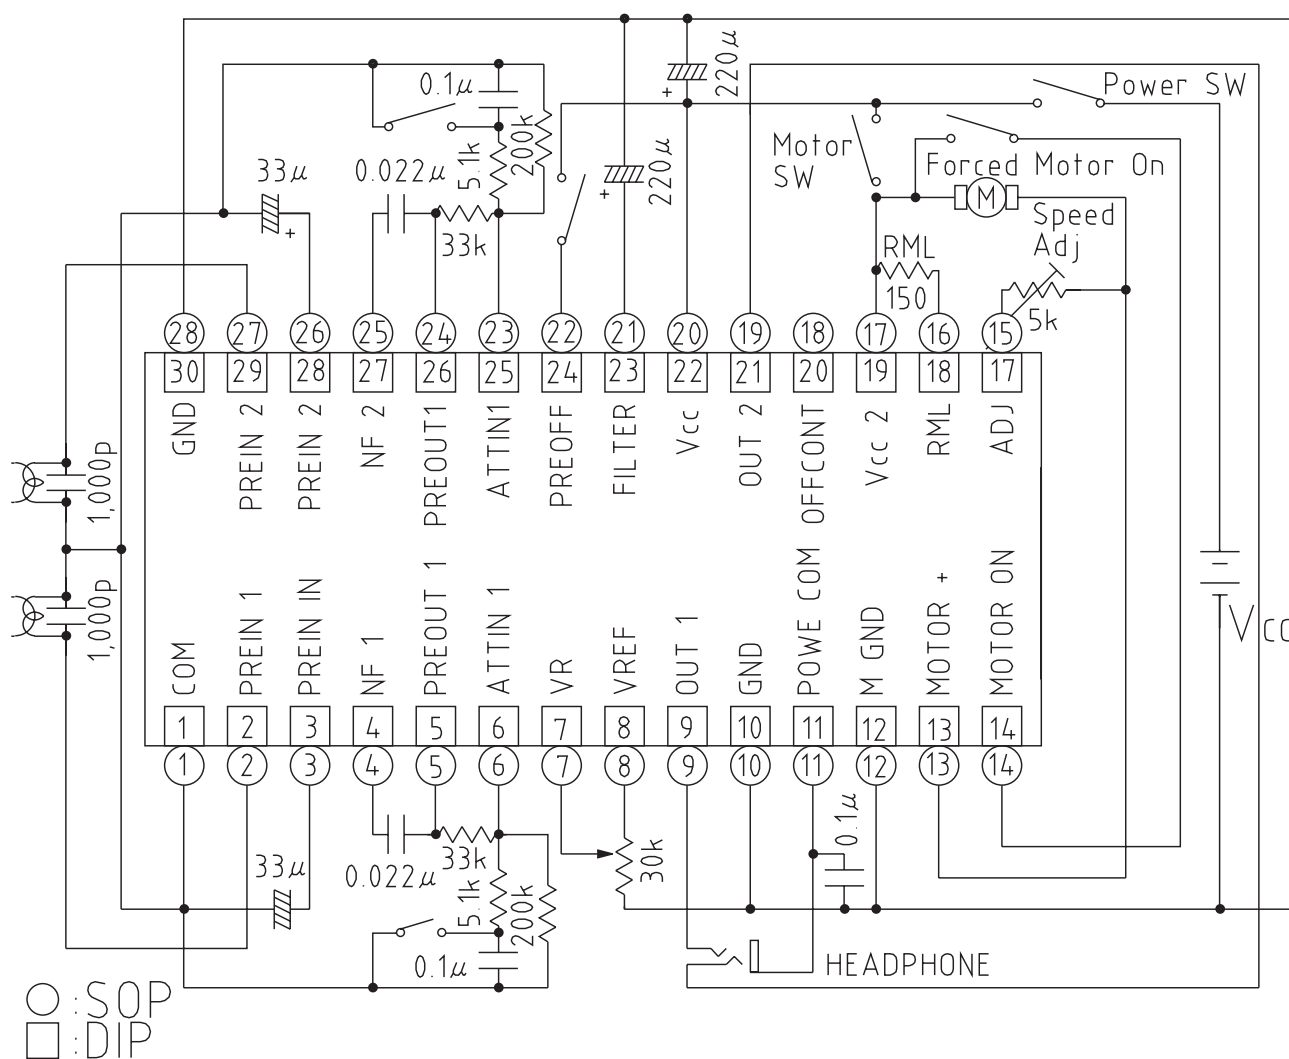 220μ
0.1μ
200k
5.1k
33μ
0.022μ
33k
220μ
Power SW
Motor SW
Forced Motor On
M
Speed Adj
RML
150
5k
28 27 26 25 24 23 22 21 20 19 18 17 16 15
30 29 28 27 26 25 24 23 22 21 20 19 18 17
GND
PREIN 2
PREIN 2
NF 2
PREOUT1
ATTIN1
PREOFF
FILTER
Vcc
OUT 2
OFFCONT
Vcc 2
RML
ADJ
1,000p
1,000p
Vcc
COM
PREIN 1
PREIN IN
NF 1
PREOUT 1
ATTIN 1
VR
VREF
OUT 1
GND
POWE COM
M GND
MOTOR +
MOTOR ON
1 2 3 4 5 6 7 8 9 10 11 12 13 14
1 2 3 4 5 6 7 8 9 10 11 12 13 14
33μ
0.022μ
33k
5.1k
200k
0.1μ
30k
0.1μ
HEADPHONE
:SOP
:DIP